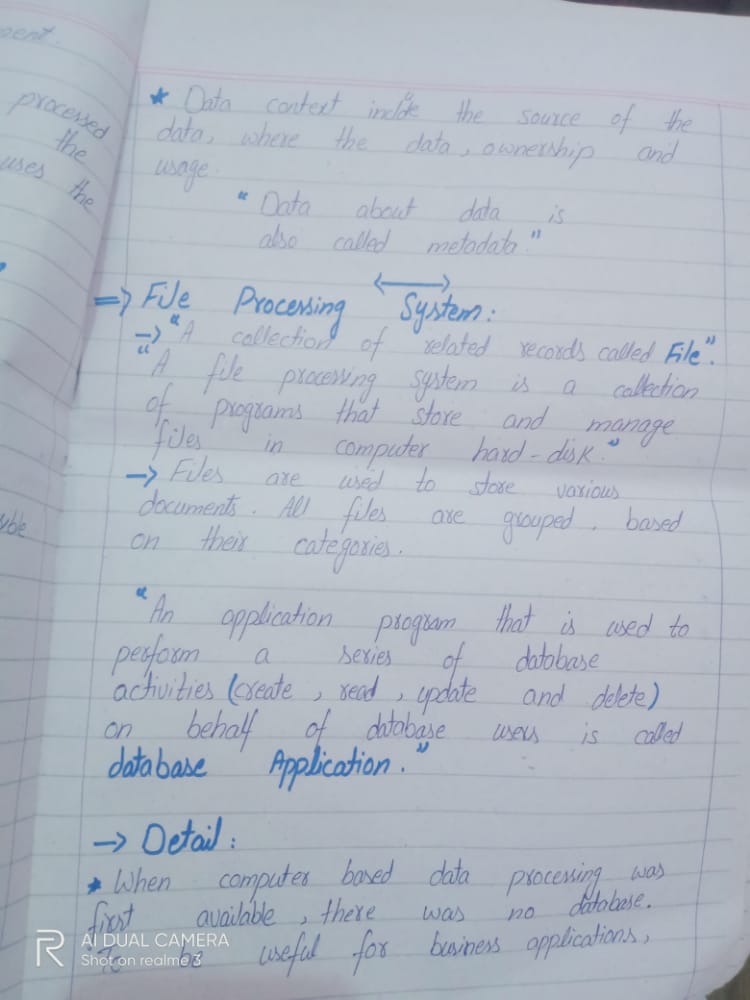 ment.
processed
the
uses the
ible
★ Data context inclde the source of the
data, where the data, ownership and
usage.
"Data about data is
also called metadata"
=> File Processing System:
→ "A collection of related records called File".
"A file processing system is a collection
of programs that store and manage
files in computer hard-disk."
→ Files are used to store various
documents. All files are grouped, based
on their categories.
"An application program that is used to
perform a series of database
activities (create, read, update and delete)
on behalf of database users is called
database Application."
→ Detail:
★ When computer based data processing was
first available, there was no database.
To be useful for business applications,
R AI DUAL CAMERA
Shot on realme 3